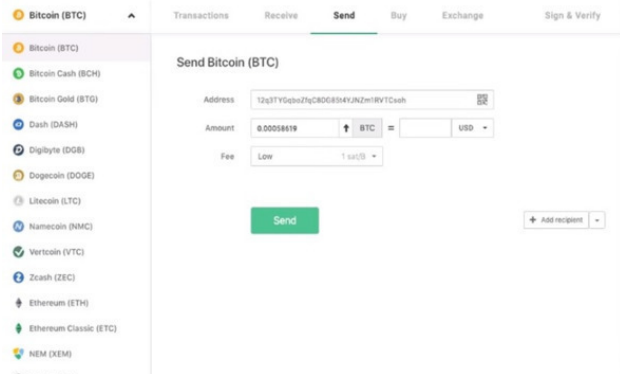 Bitcoin (BTC)
Transactions Receive Send Buy Exchange Sign & Verify
Bitcoin (BTC)
Bitcoin Cash (BCH)
Bitcoin Gold (BTG)
Dash (DASH)
Digibyte (DGB)
Dogecoin (DOGE)
Litecoin (LTC)
Namecoin (NMC)
Vertcoin (VTC)
Zcash (ZEC)
Ethereum (ETH)
Ethereum Classic (ETC)
NEM (XEM)
Send Bitcoin (BTC)
Address
Amount 0.00058619 BTC = USD
Fee Low 1 sat/B
Send + Add recipient